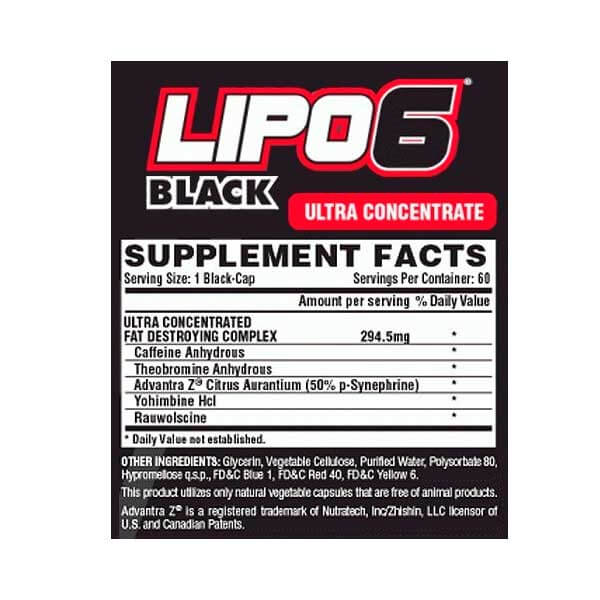 LIPO6®
BLACK
ULTRA CONCENTRATE
SUPPLEMENT FACTS
Serving Size: 1 Black-Cap Servings Per Container: 60
Amount per serving % Daily Value
ULTRA CONCENTRATED
FAT DESTROYING COMPLEX 294.5mg *
Caffeine Anhydrous *
Theobromine Anhydrous *
Advantra Z® Citrus Aurantium (50% p-Synephrine) *
Yohimbine Hcl *
Rauwolscine *
* Daily Value not established.
OTHER INGREDIENTS: Glycerin, Vegetable Cellulose, Purified Water, Polysorbate 80,
Hypromellose q.s.p., FD&C Blue 1, FD&C Red 40, FD&C Yellow 6.
This product utilizes only natural vegetable capsules that are free of animal products.
Advantra Z® is a registered trademark of Nutratech, Inc/Zhishin, LLC licensor of
U.S. and Canadian Patents.